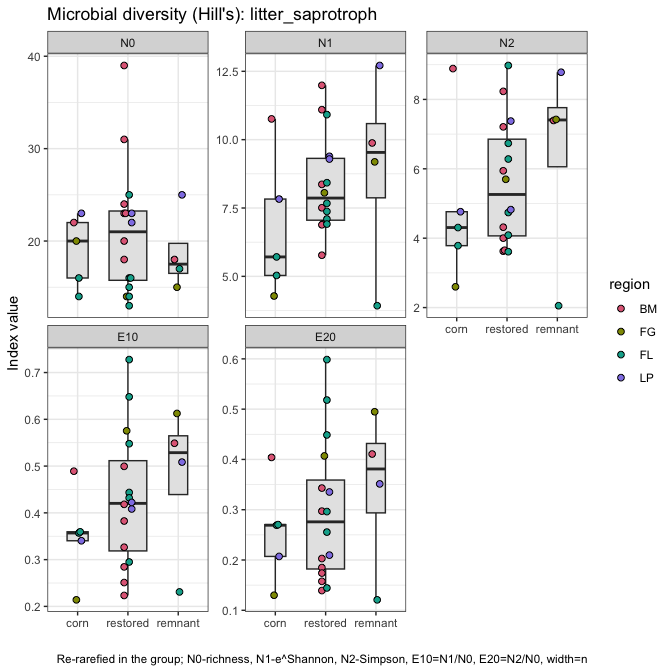 Microbial diversity (Hill's): litter_saprotroph
N0
N1
N2
40
30
20
12.5
10.0
7.5
5.0
8
6
4
2
corn restored remnant
Index value
region
BM
FG
FL
LP
E10
E20
0.7
0.6
0.5
0.4
0.3
0.2
0.6
0.5
0.4
0.3
0.2
0.1
corn restored remnant
corn restored remnant
Re-rarefied in the group; N0-richness, N1-e^Shannon, N2-Simpson, E10=N1/N0, E20=N2/N0, width=n